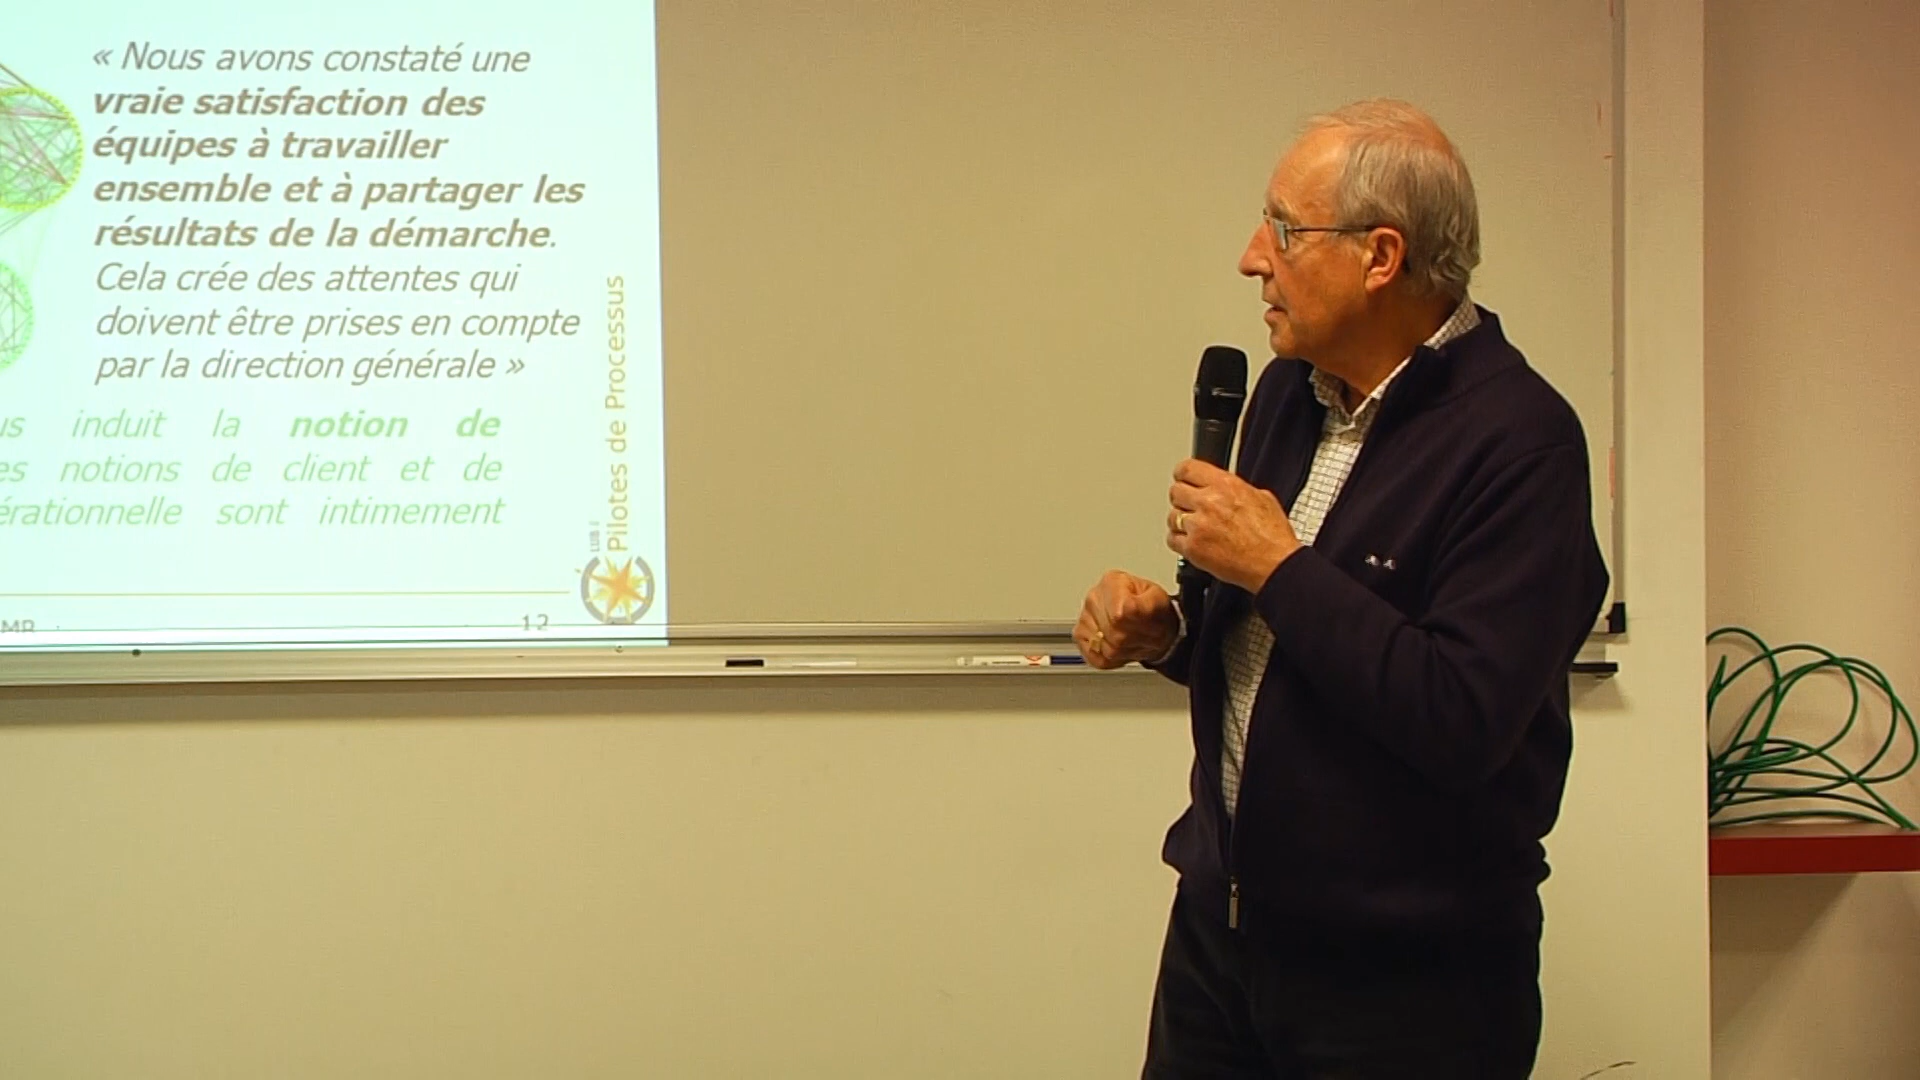 « Nous avons constaté une
vraie satisfaction des
équipes à travailler
ensemble et à partager les
résultats de la démarche.
Cela crée des attentes qui
doivent être prises en compte
par la direction générale »
induit la notion de
notions de client et de
sont intimement
Pilotes de Processus
12